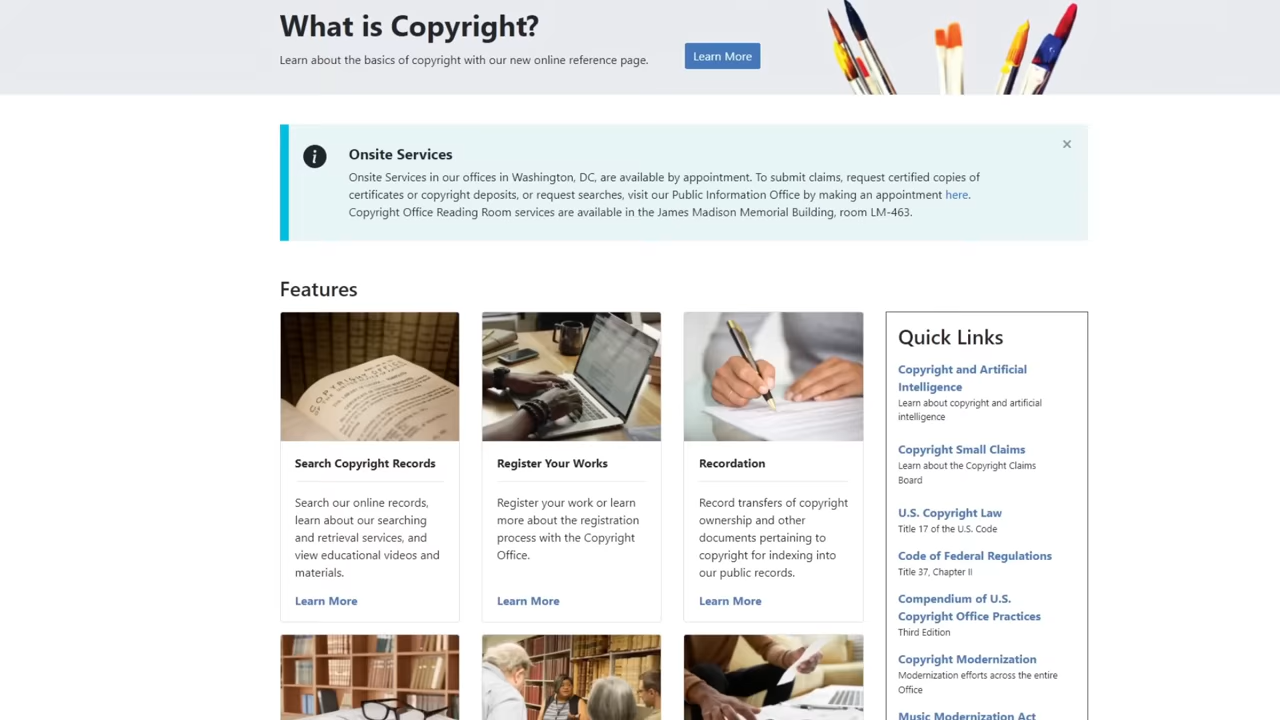 What is Copyright?
Learn about the basics of copyright with our new online reference page.
Learn More
Onsite Services
Onsite Services in our offices in Washington, DC, are available by appointment. To submit claims, request certified copies of
certificates or copyright deposits, or request searches, visit our Public Information Office by making an appointment here.
Copyright Office Reading Room services are available in the James Madison Memorial Building, room LM-463.
Features
Search Copyright Records
Search our online records,
learn about our searching
and retrieval services, and
view educational videos and
materials.
Learn More
Register Your Works
Register your work or learn
more about the registration
process with the Copyright
Office.
Learn More
Recordation
Record transfers of copyright
ownership and other
documents pertaining to
copyright for indexing into
our public records.
Learn More
Quick Links
Copyright and Artificial
Intelligence
Learn about copyright and artificial
intelligence
Copyright Small Claims
Learn about the Copyright Claims
Board
U.S. Copyright Law
Title 17 of the U.S. Code
Code of Federal Regulations
Title 37, Chapter II
Compendium of U.S.
Copyright Office Practices
Third Edition
Copyright Modernization
Modernization efforts across the entire
Office
Music Modernization Act